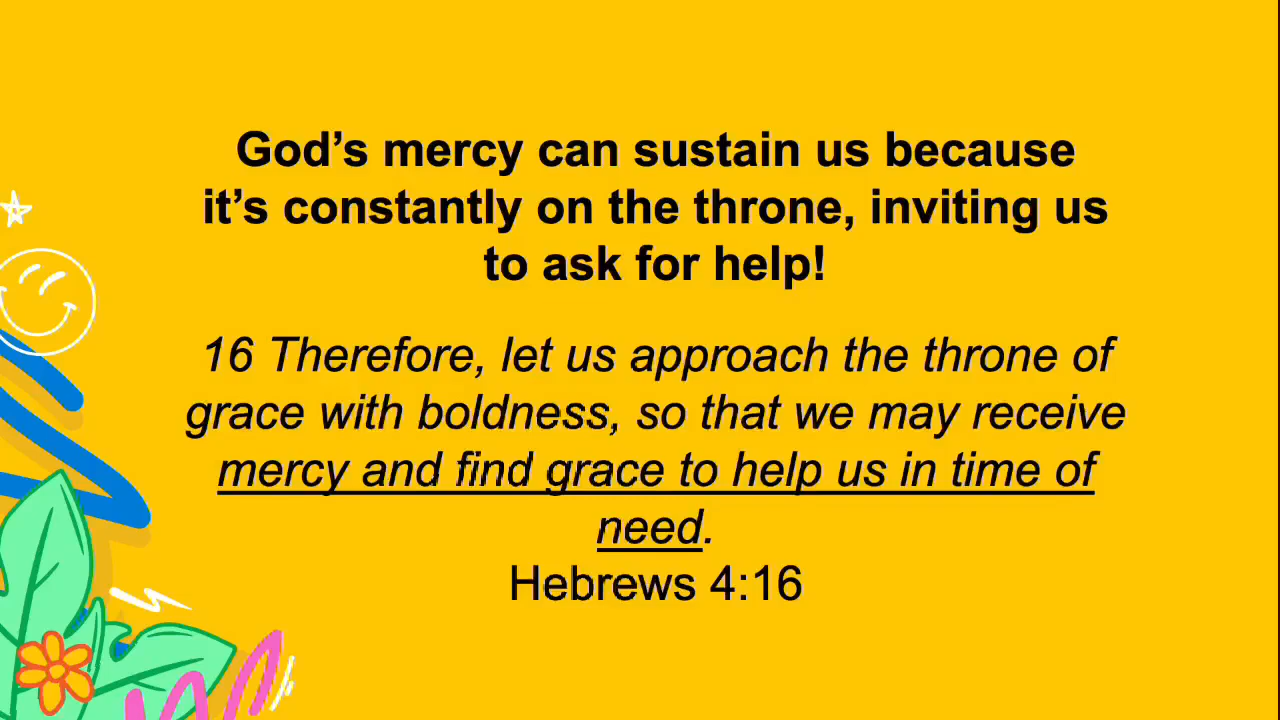 God’s mercy can sustain us because
it’s constantly on the throne, inviting us
to ask for help!
16 Therefore, let us approach the throne of
grace with boldness, so that we may receive
mercy and find grace to help us in time of
need.
Hebrews 4:16